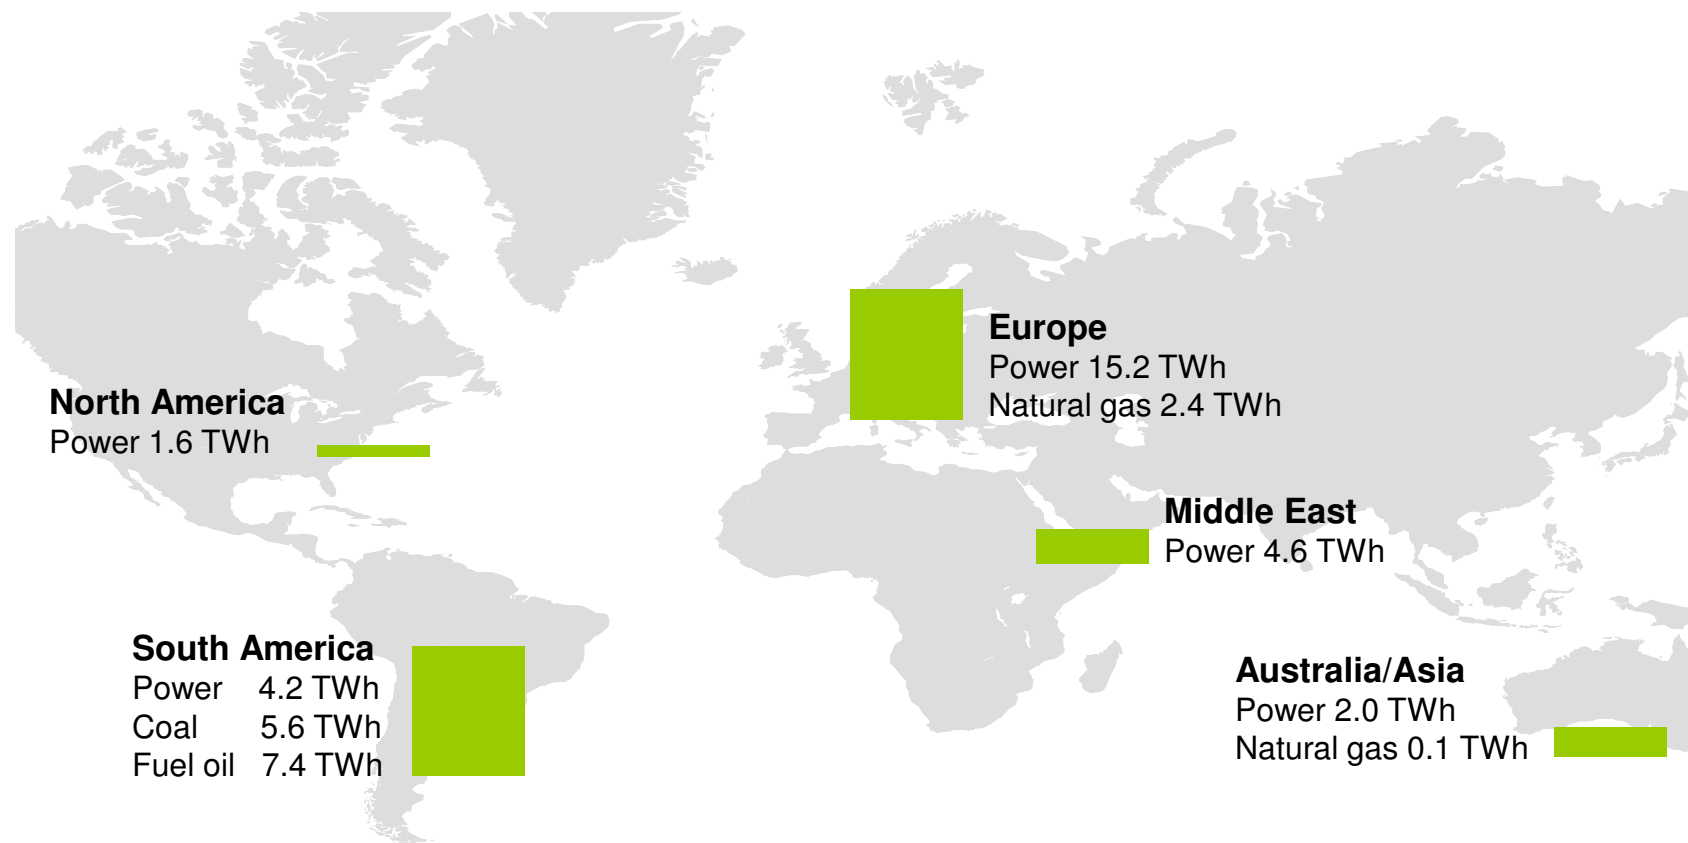 North America
Power 1.6 TWh
South America
Power 4.2 TWh
Coal 5.6 TWh
Fuel oil 7.4 TWh
Europe
Power 15.2 TWh
Natural gas 2.4 TWh
Middle East
Power 4.6 TWh
Australia/Asia
Power 2.0 TWh
Natural gas 0.1 TWh